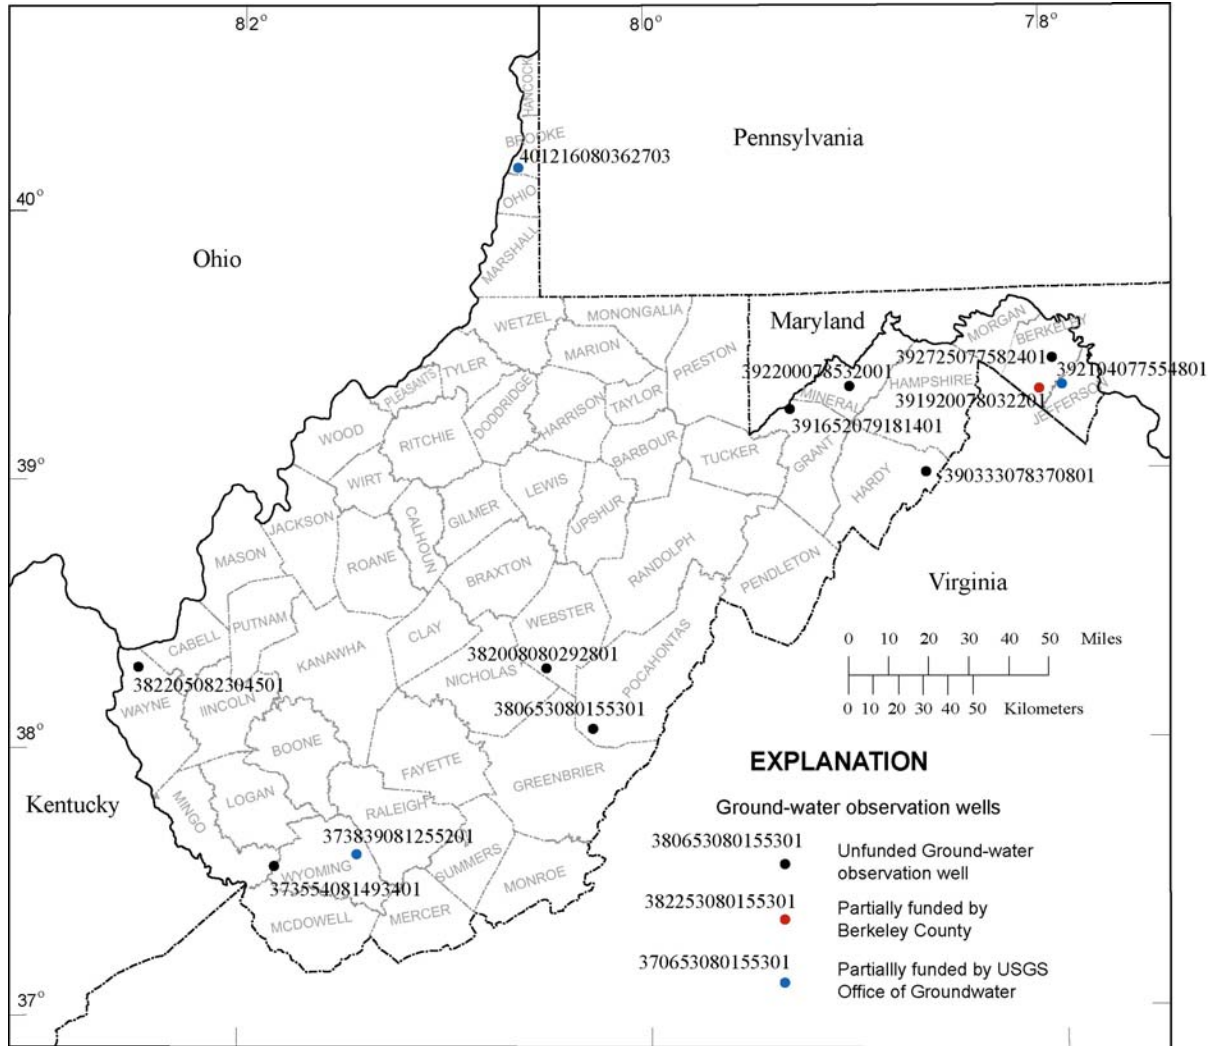 82°
80°
78°
HANCOCK
BROOKE
Pennsylvania
401216080362703
OHIO
40°
Ohio
MARSHALL
WETZEL
MONONGALIA
Maryland
MORGAN
BERKELEY
MARION
PRESTON
392725077582401
TYLER
392200078532001
392104077554801
PLEASANTS
DODDRIDGE
HARRISON
TAYLOR
HAMPSHIRE
391920078032201
JEFFERSON
MINERAL
391652079181401
WOOD
RITCHIE
BARBOUR
TUCKER
GRANT
39°
WIRT
LEWIS
HARDY
390333078370801
JACKSON
CALHOUN
GILMER
UPSHUR
MASON
ROANE
BRAXTON
RANDOLPH
PENDLETON
Virginia
PUTNAM
WEBSTER
CABELL
CLAY
POCAHONTAS
0 10 20 30 40 50 Miles
KANAWHA
382008080292801
NICHOLAS
382205082304501
WAYNE
lINCOLN
380653080155301
0 10 20 30 40 50 Kilometers
38°
BOONE
FAYETTE
GREENBRIER
EXPLANATION
Kentucky
MINGO
LOGAN
RALEIGH
Ground-water observation wells
373839081255201
380653080155301
Unfunded Ground-water
observation well
WYOMING
SUMMERS
373554081493401
MONROE
382253080155301
Partially funded by
Berkeley County
MCDOWELL
MERCER
370653080155301
Partiallly funded by USGS
Office of Groundwater
37°